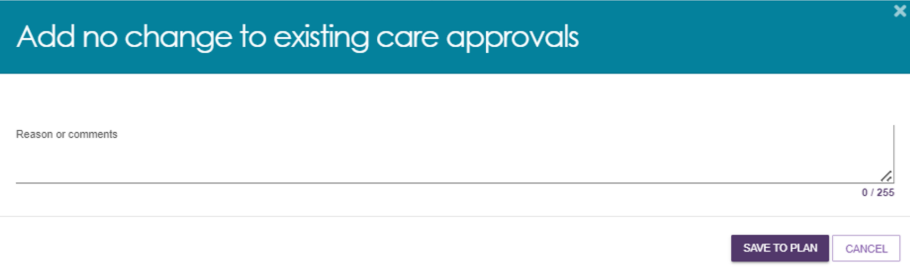 Add no change to existing care approvals
Reason or comments
0 / 255
SAVE TO PLAN
CANCEL